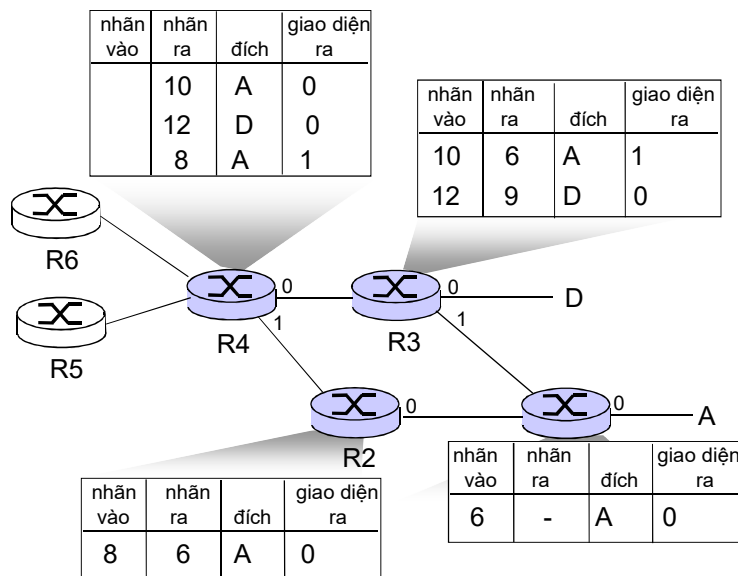 nhãn vào nhãn ra đích giao diện ra
10 A 0
12 D 0
8 A 1
nhãn vào nhãn ra đích giao diện ra
10 6 A 1
12 9 D 0
R6
R5
R4
0
1
R3
0
1
D
R2
0
0
A
nhãn vào nhãn ra đích giao diện ra
8 6 A 0
nhãn vào nhãn ra đích giao diện ra
6 - A 0